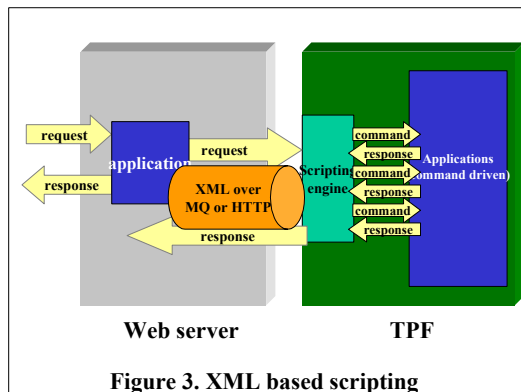 request
application
response
request
XML over
MQ or HTTP
response
Scripting
engine
command
response
command
response
command
response
Applications
(command driven)
Web server
TPF
Figure 3. XML based scripting